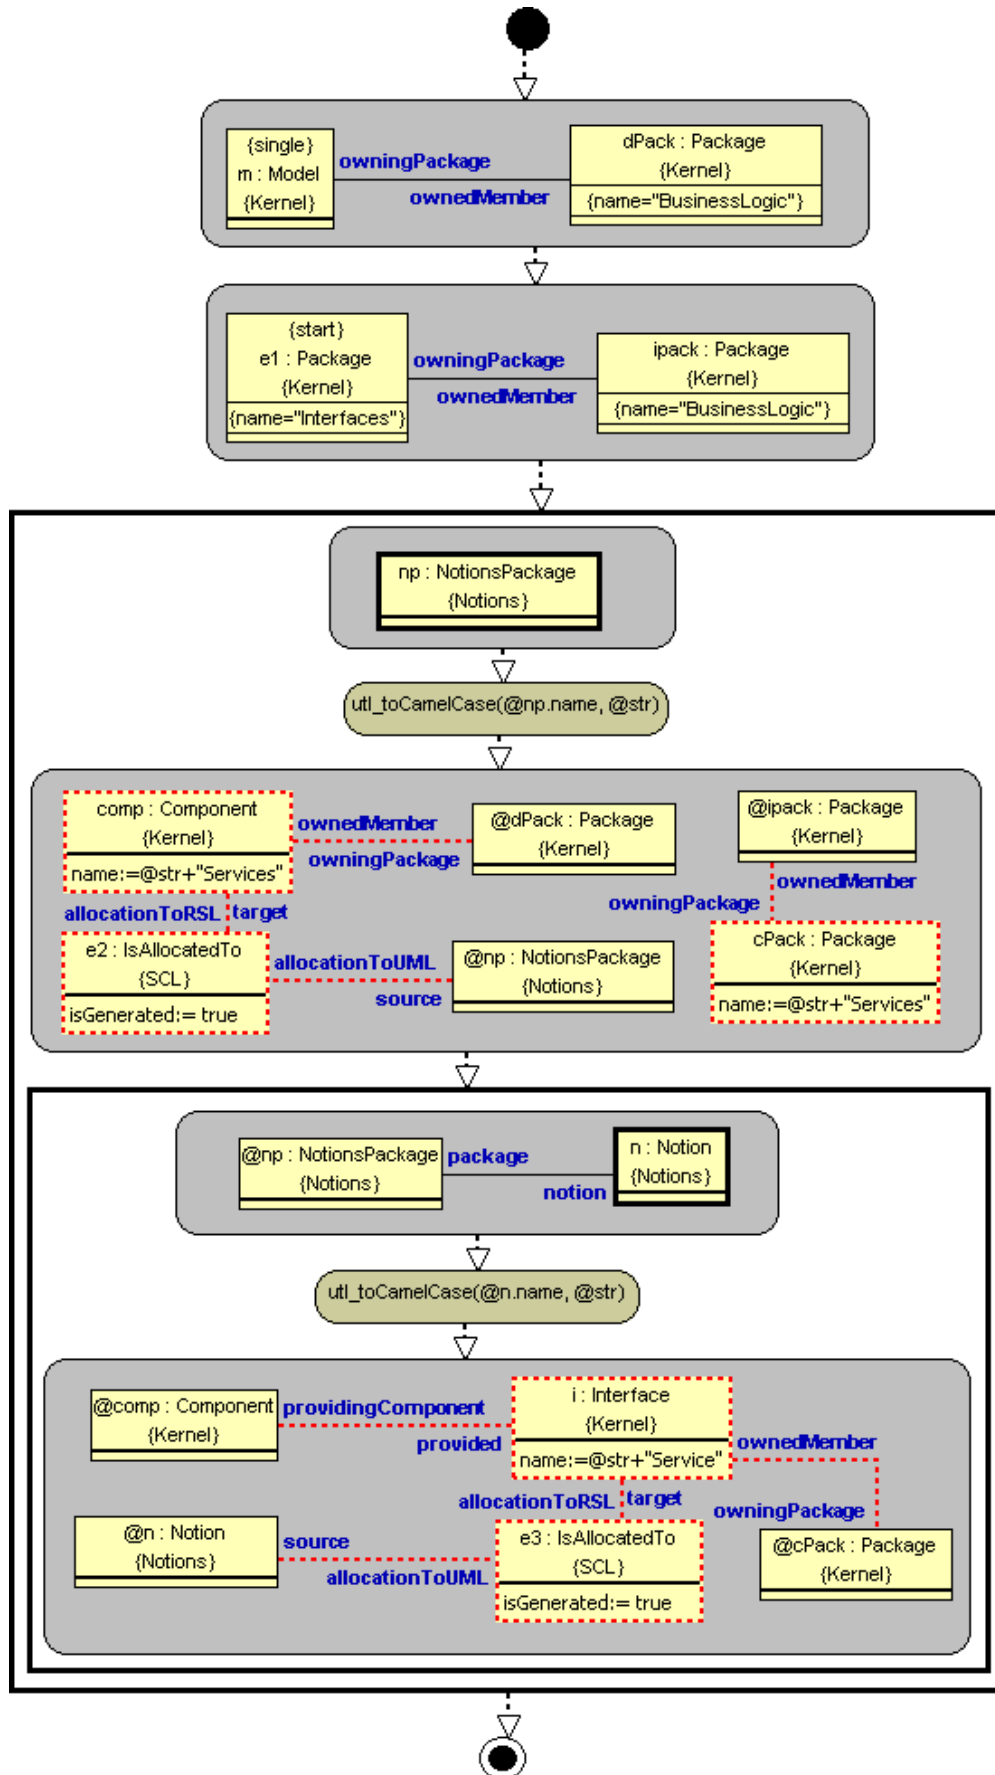 {single}
m : Model
{Kernel}
owningPackage
ownedMember
dPack : Package
{Kernel}
{name="BusinessLogic"}
{start}
e1 : Package
{Kernel}
{name="Interfaces"}
owningPackage
ownedMember
ipack : Package
{Kernel}
{name="BusinessLogic"}
np : NotionsPackage
{Notions}
utl_toCamelCase(@np.name, @str)
comp : Component
{Kernel}
name:=@str+"Services"
ownedMember
owningPackage
@dPack : Package
{Kernel}
@ipack : Package
{Kernel}
ownedMember
owningPackage
allocationToRSL
target
e2 : IsAllocatedTo
{SCL}
isGenerated:= true
allocationToUML
source
@np : NotionsPackage
{Notions}
cPack : Package
{Kernel}
name:=@str+"Services"
@np : NotionsPackage
{Notions}
package
notion
n : Notion
{Notions}
utl_toCamelCase(@n.name, @str)
@comp : Component
{Kernel}
providingComponent
provided
i : Interface
{Kernel}
name:=@str+"Service"
ownedMember
owningPackage
allocationToRSL
target
@n : Notion
{Notions}
source
allocationToUML
e3 : IsAllocatedTo
{SCL}
isGenerated:= true
@cPack : Package
{Kernel}